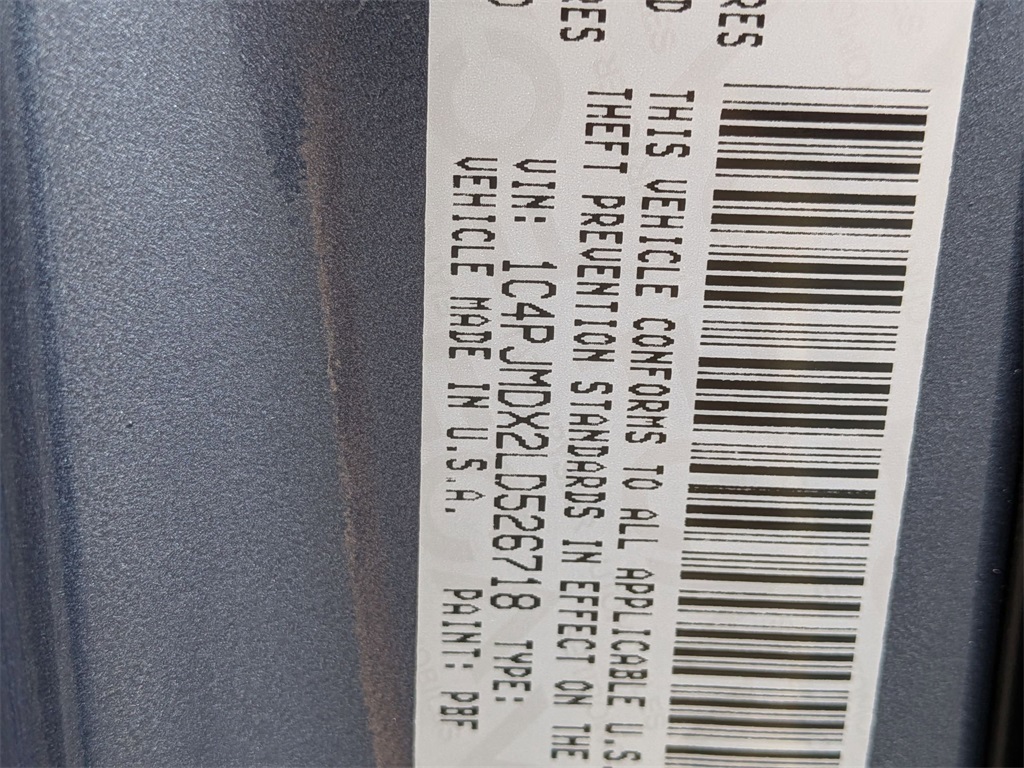 RES
THIS VEHICLE CONFORMS TO ALL APPLICABLE U.S.
THEFT PREVENTION STANDARDS IN EFFECT ON THE
VIN: 1C4PJMDX2LD526718 TYPE:
VEHICLE MADE IN U.S.A. PAINT: PBF